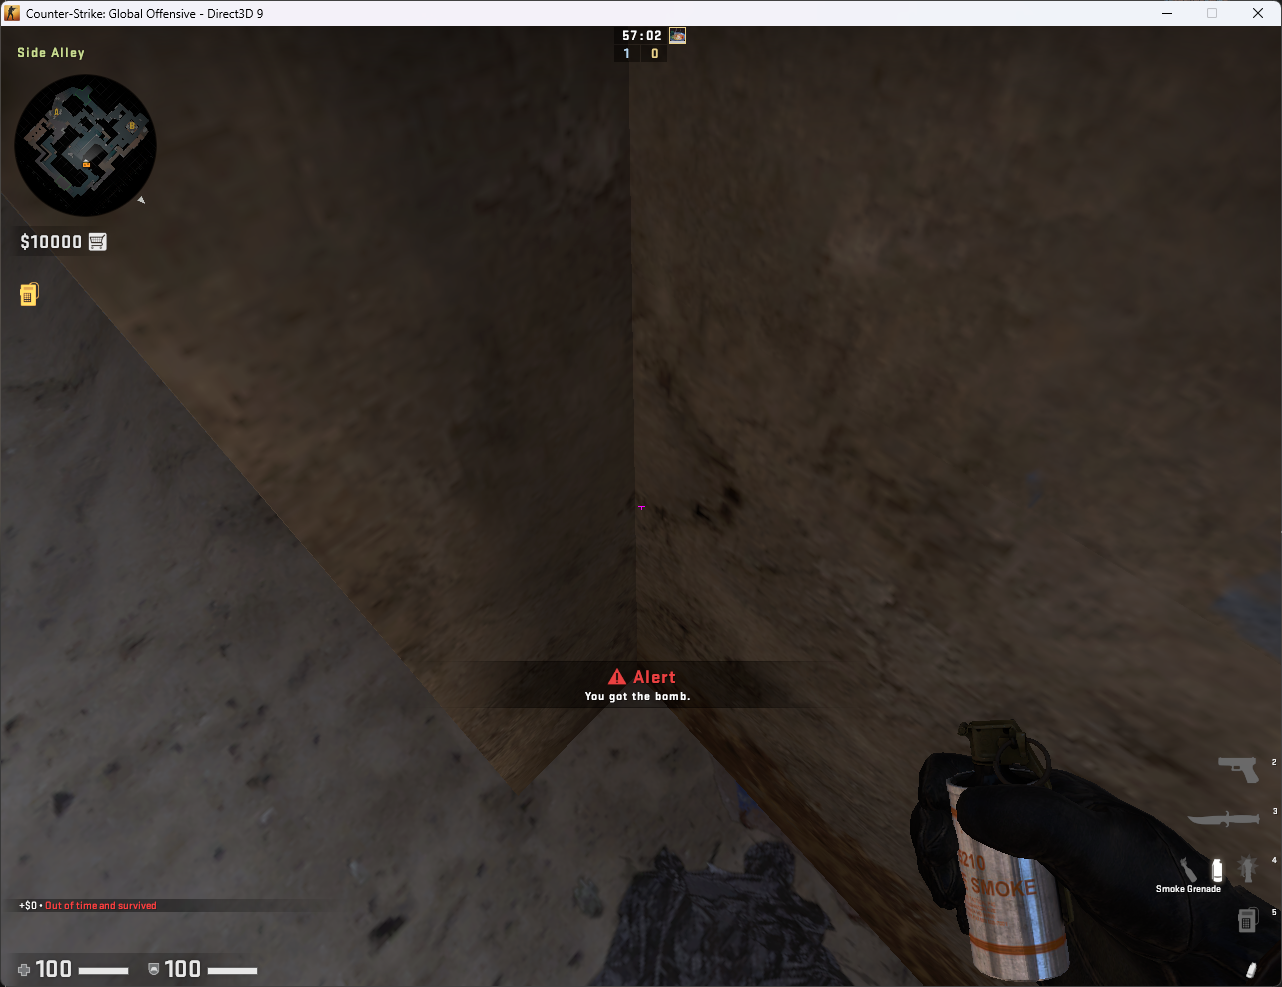 Counter-Strike: Global Offensive - Direct3D 9
57:02
1 0
Side Alley
A
B
$10000
Alert
You got the bomb.
2
3
4
Smoke Grenade
5
SMOKE
+$0 • Out of time and survived
100 100